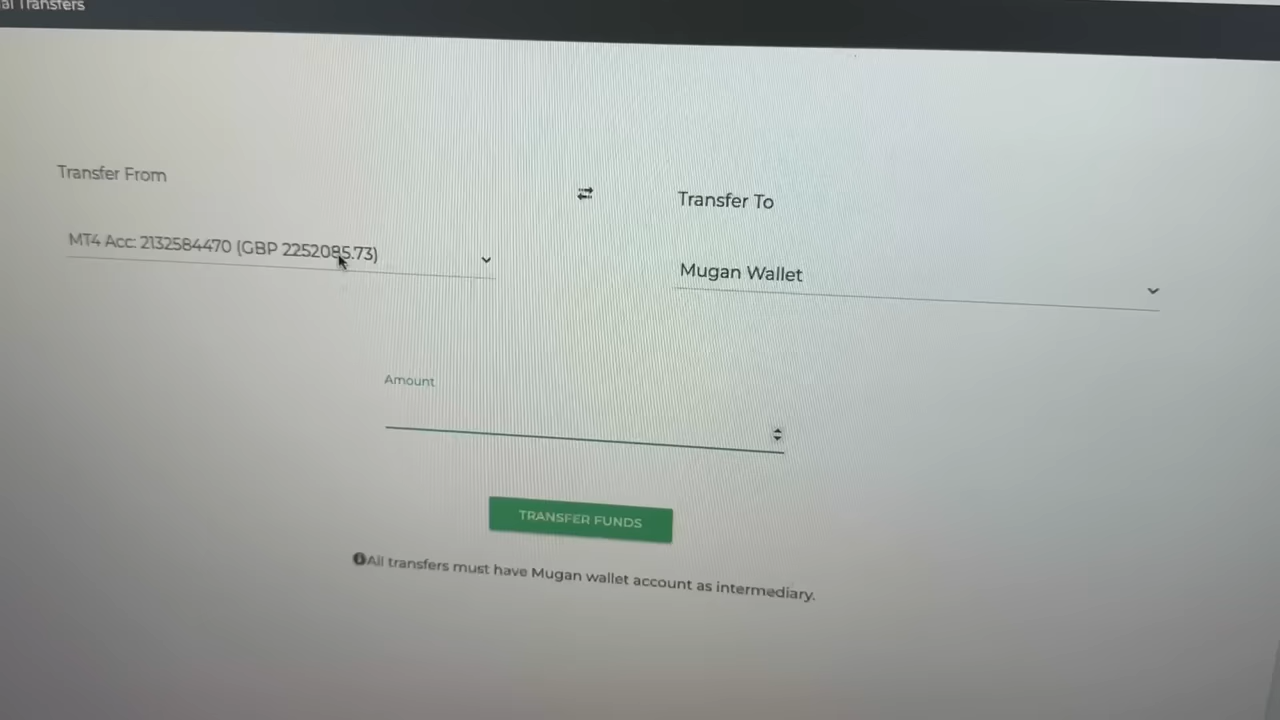 Transfers
Transfer From
Transfer To
MT4 Acc: 2132584470 (GBP 2252085.73)
Mugan Wallet
Amount
TRANSFER FUNDS
All transfers must have Mugan wallet account as intermediary.